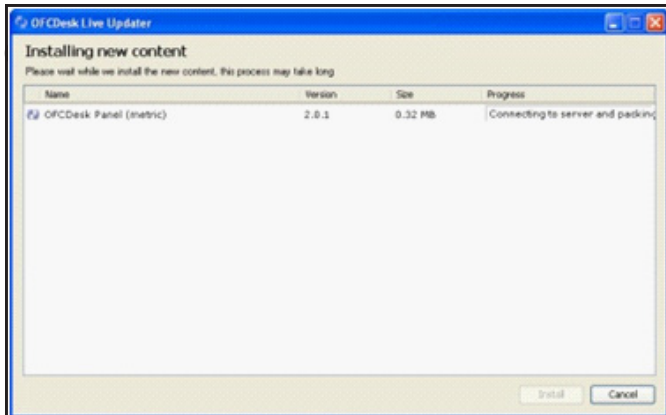 OFCDesk Live Updater
Installing new content
Please wait while we install the new content, this process may take long
Name Version Size Progress
OFCDesk Panel (metric) 2.0.1 0.32 MB Connecting to server and packing
Install Cancel